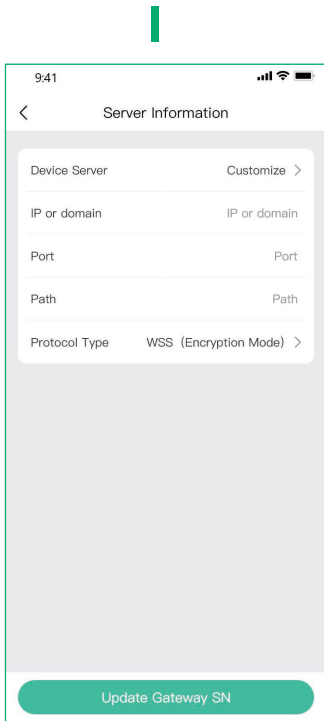 9:41
Server Information
Device Server Customize
IP or domain IP or domain
Port Port
Path Path
Protocol Type WSS (Encryption Mode)
Update Gateway SN